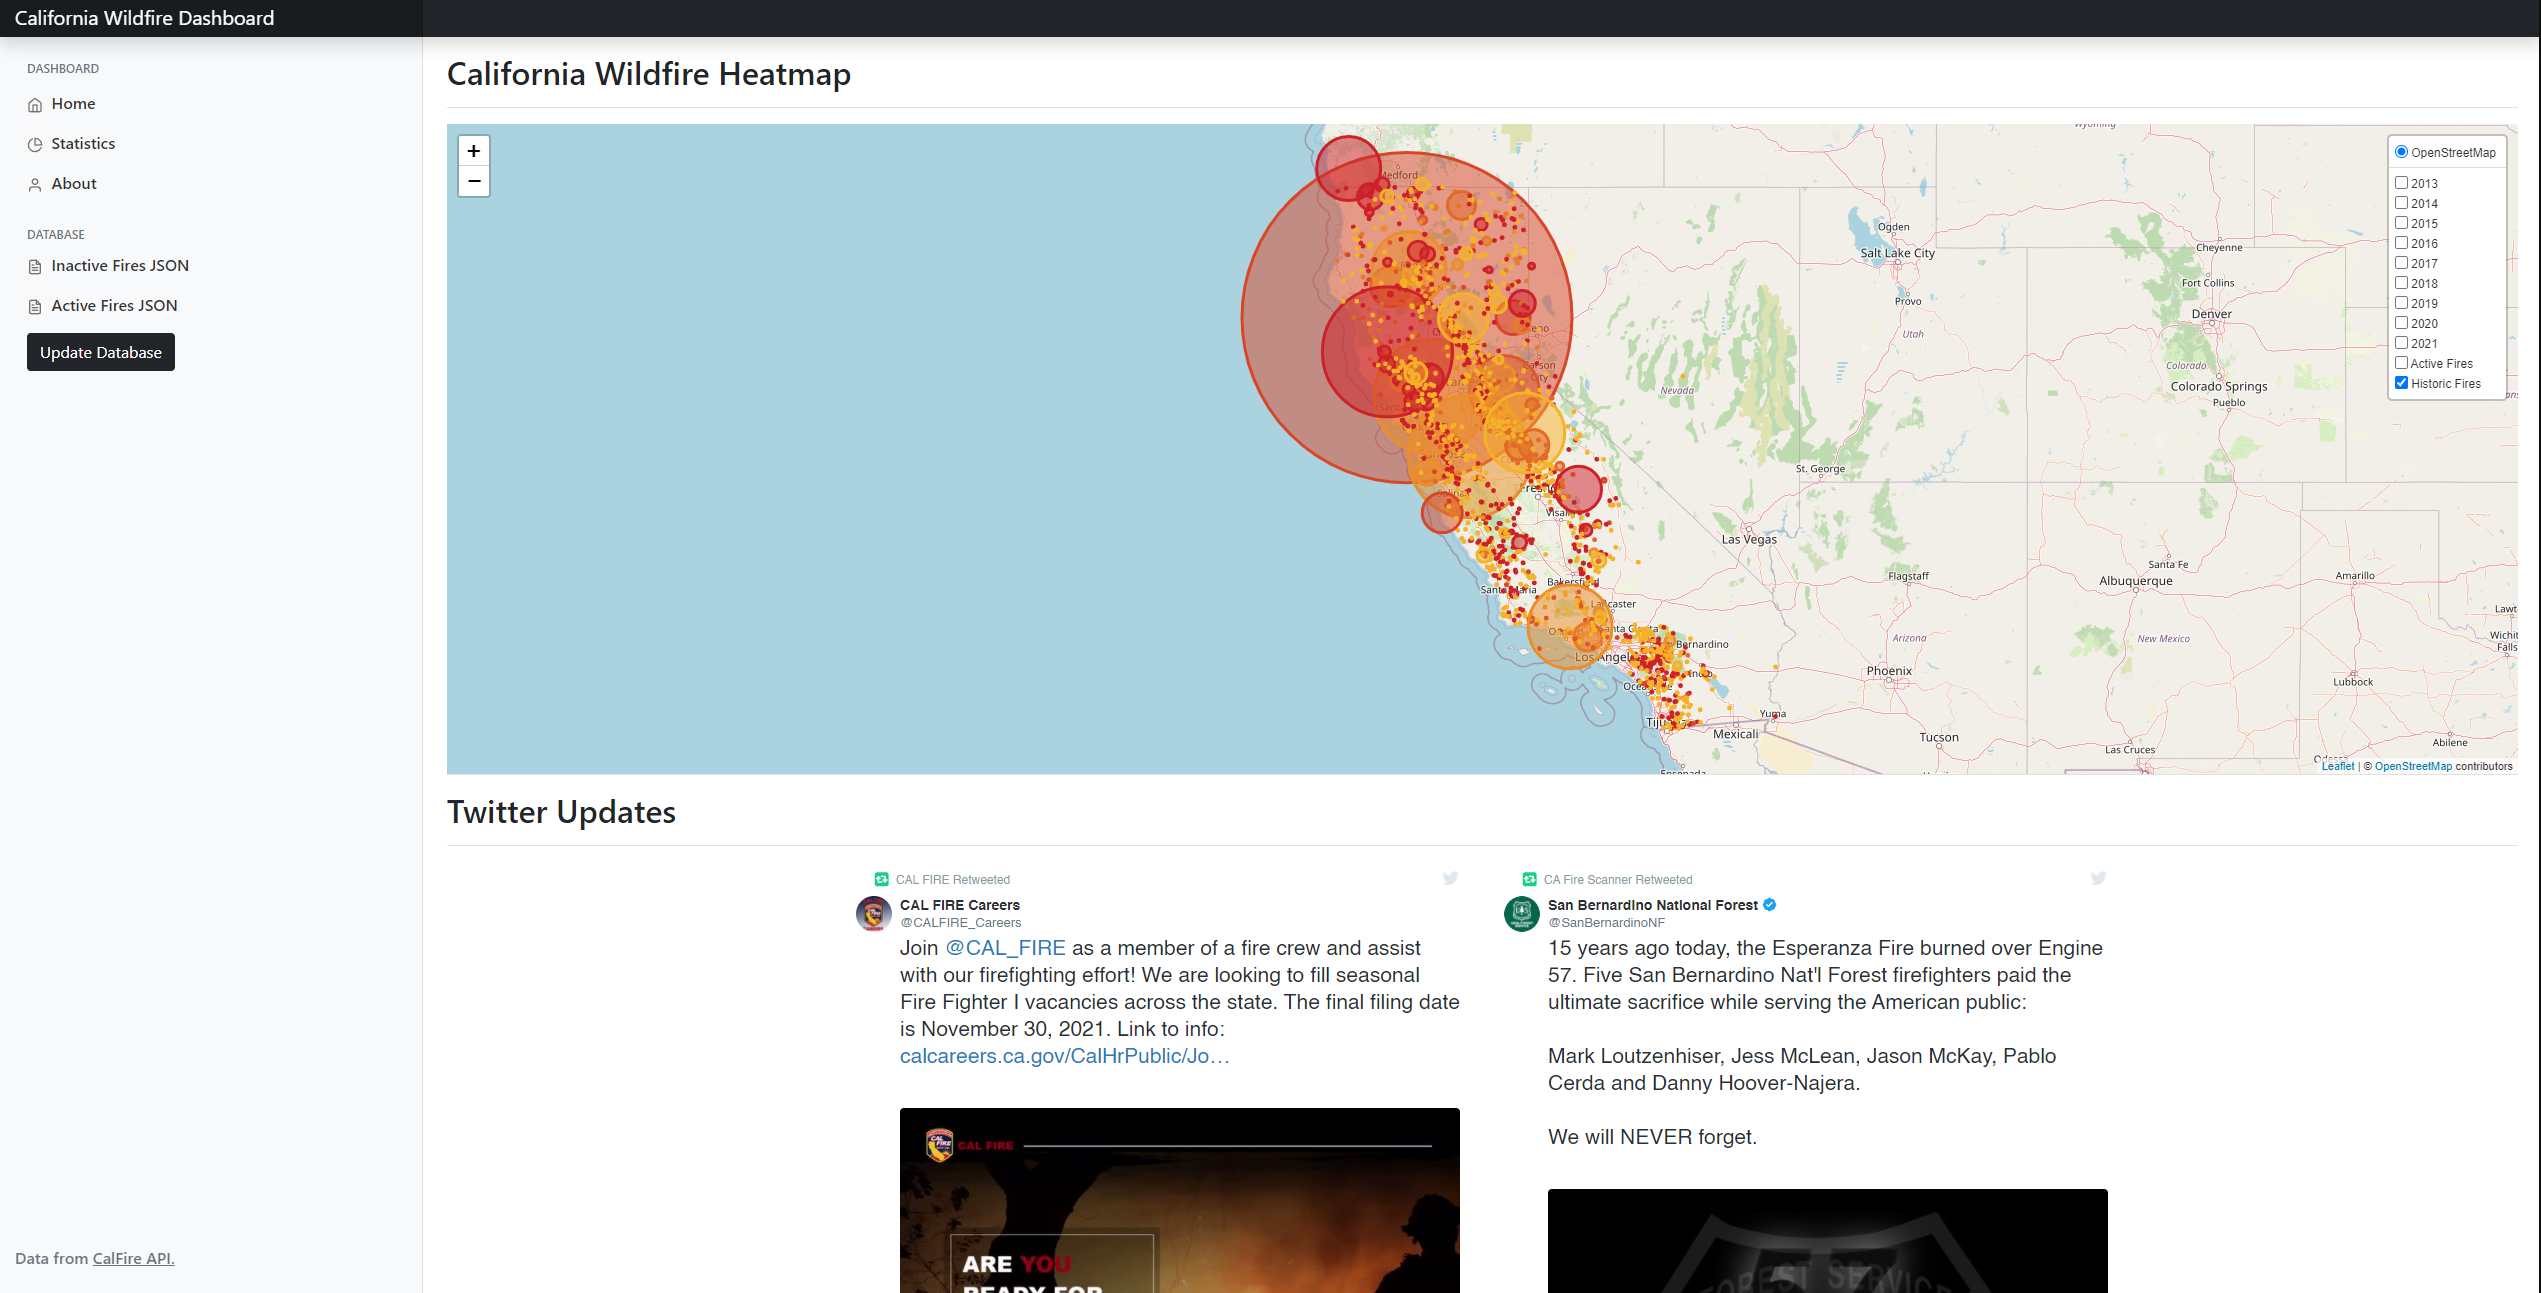 California Wildfire Dashboard
DASHBOARD
Home
Statistics
About
DATABASE
Inactive Fires JSON
Active Fires JSON
Update Database
Data from CalFire API.
California Wildfire Heatmap
+
−
Wyoming
Medford
Ogden
Salt Lake City
Cheyenne
Fort Collins
Provo
Denver
Utah
Colorado
Colorado Springs
Pueblo
Carson
City
Nevada
St. George
Las Vegas
Bakersfield
Santa Maria
Lancaster
Los Angel
Bernardino
Flagstaff
Santa Fe
Albuquerque
Amarillo
Arizona
New Mexico
Wichit
Falls
Phoenix
Lubbock
Yuma
Mexicali
Tucson
Las Cruces
Abilene
Ensenada
OpenStreetMap
2013
2014
2015
2016
2017
2018
2019
2020
2021
Active Fires
Historic Fires
Leaflet | © OpenStreetMap contributors
Twitter Updates
CAL FIRE Retweeted
CAL FIRE Careers
@CALFIRE_Careers
Join @CAL_FIRE as a member of a fire crew and assist
with our firefighting effort! We are looking to fill seasonal
Fire Fighter I vacancies across the state. The final filing date
is November 30, 2021. Link to info:
calcareers.ca.gov/CalHrPublic/Jo…
CAL FIRE
ARE YOU
READY FOR
CA Fire Scanner Retweeted
San Bernardino National Forest
@SanBernardinoNF
15 years ago today, the Esperanza Fire burned over Engine
57. Five San Bernardino Nat'l Forest firefighters paid the
ultimate sacrifice while serving the American public:
Mark Loutzenhiser, Jess McLean, Jason McKay, Pablo
Cerda and Danny Hoover-Najera.
We will NEVER forget.
FOREST SERVICE
57